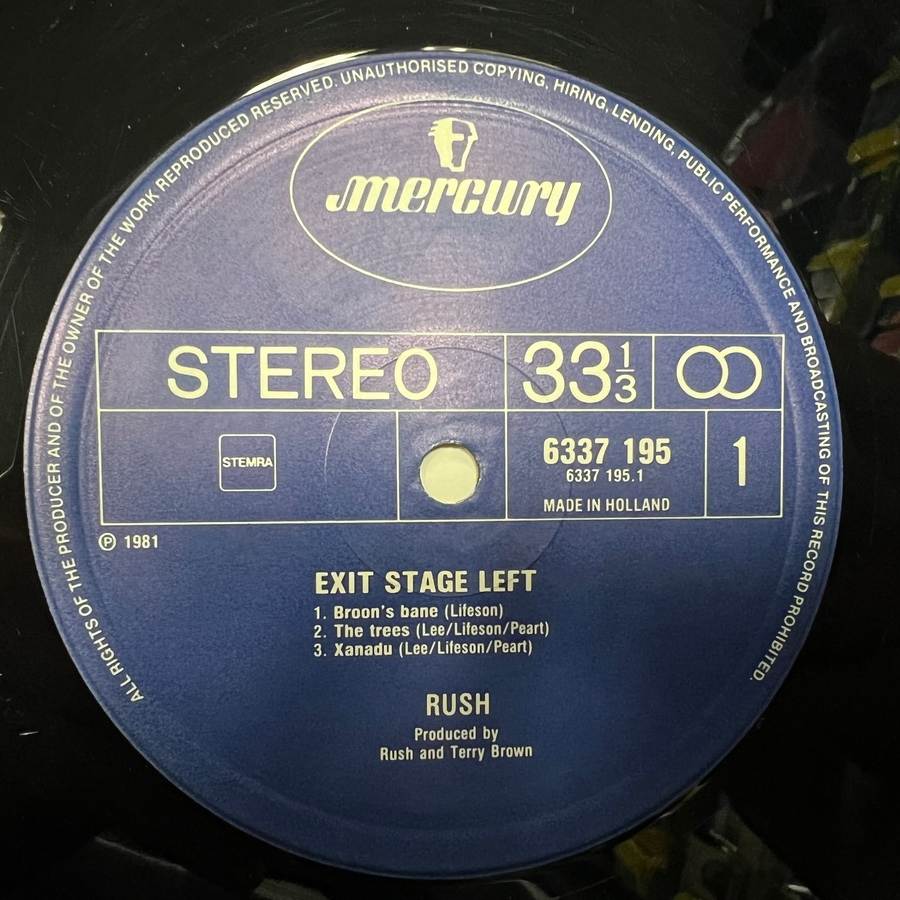 ALL RIGHTS OF THE PRODUCER AND OF THE OWNER OF THE WORK REPRODUCED RESERVED. UNAUTHORISED COPYING, HIRING, LENDING, PUBLIC PERFORMANCE AND BROADCASTING OF THIS RECORD PROHIBITED.
mercury
STEREO 33 1/3
STEMRA
6337 195
6337 195.1
MADE IN HOLLAND
1
Ⓟ 1981
EXIT STAGE LEFT
1. Broon's bane (Lifeson)
2. The trees (Lee/Lifeson/Peart)
3. Xanadu (Lee/Lifeson/Peart)
RUSH
Produced by
Rush and Terry Brown